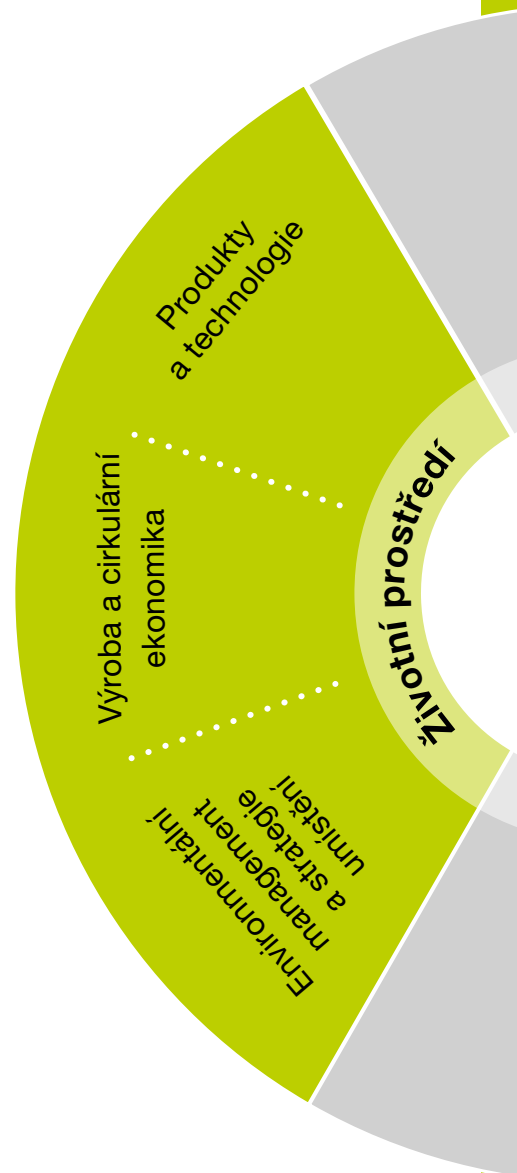 Produkty
a technologie
Výroba a cirkulární
ekonomika
Environmentální
management
a strategie
umístění
Životní prostředí